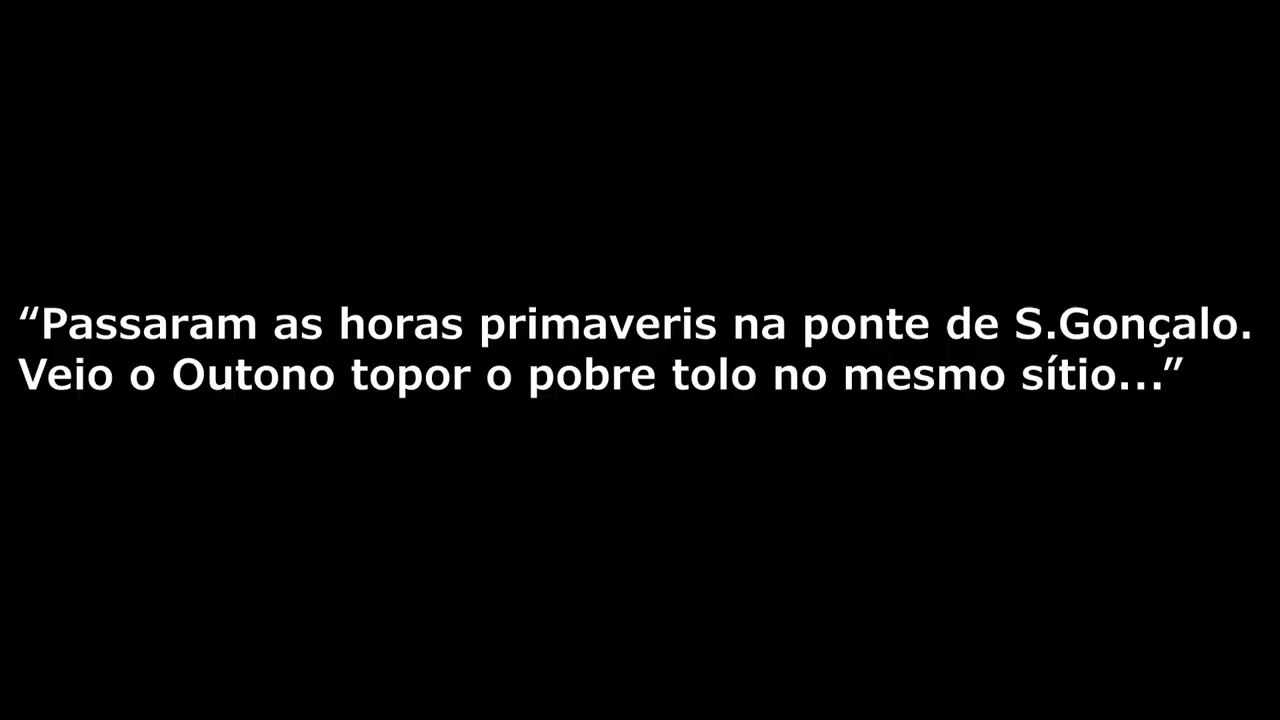 “Passaram as horas primaveris na ponte de S.Gonçalo.
Veio o Outono topor o pobre tolo no mesmo sítio...”